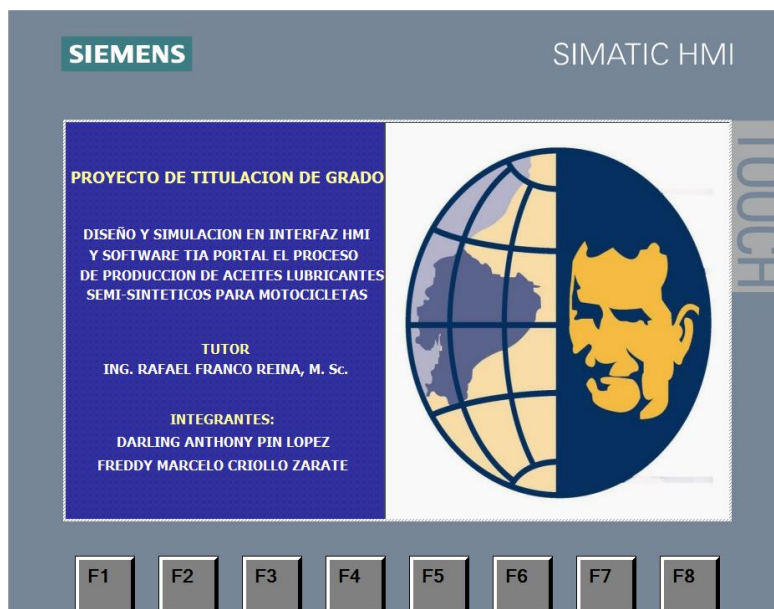 SIEMENS
SIMATIC HMI
TOUCH
PROYECTO DE TITULACION DE GRADO
DISEÑO Y SIMULACION EN INTERFAZ HMI
Y SOFTWARE TIA PORTAL EL PROCESO
DE PRODUCCION DE ACEITES LUBRICANTES
SEMI-SINTETICOS PARA MOTOCICLETAS
TUTOR
ING. RAFAEL FRANCO REINA, M. Sc.
INTEGRANTES:
DARLING ANTHONY PIN LOPEZ
FREDDY MARCELO CRIOLLO ZARATE
F1 F2 F3 F4 F5 F6 F7 F8